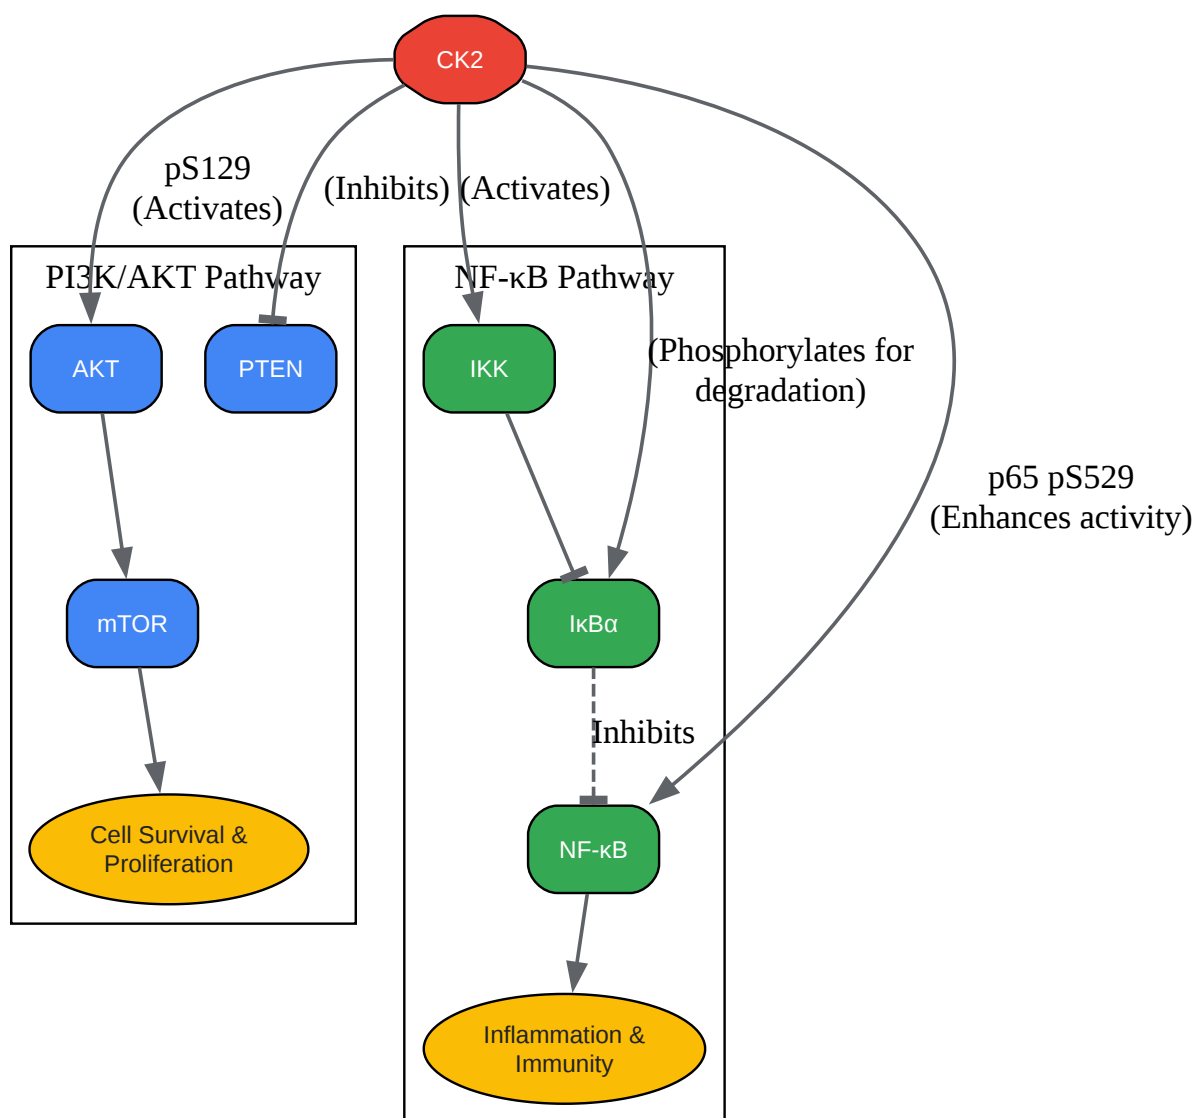 CK2
pS129
(Activates)
(Inhibits)
(Activates)
PI3K/AKT Pathway
NF-κB Pathway
AKT
PTEN
IKK
(Phosphorylates for
degradation)
p65 pS529
(Enhances activity)
mTOR
IκBα
Inhibits
Cell Survival &
Proliferation
NF-κB
Inflammation &
Immunity